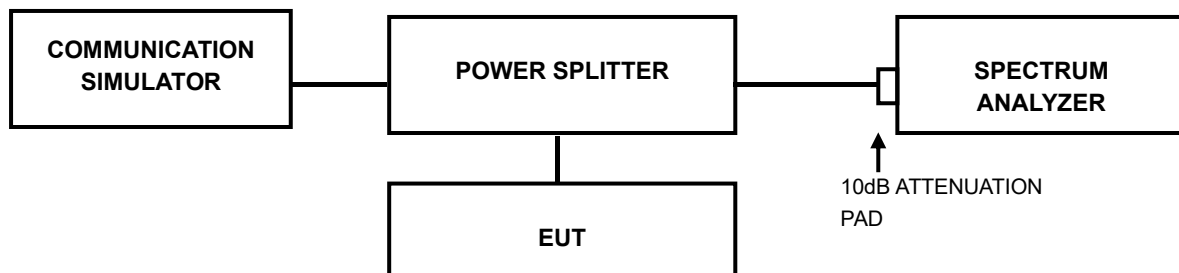 COMMUNICATION
SIMULATOR
POWER SPLITTER
SPECTRUM
ANALYZER
10dB ATTENUATION
PAD
EUT